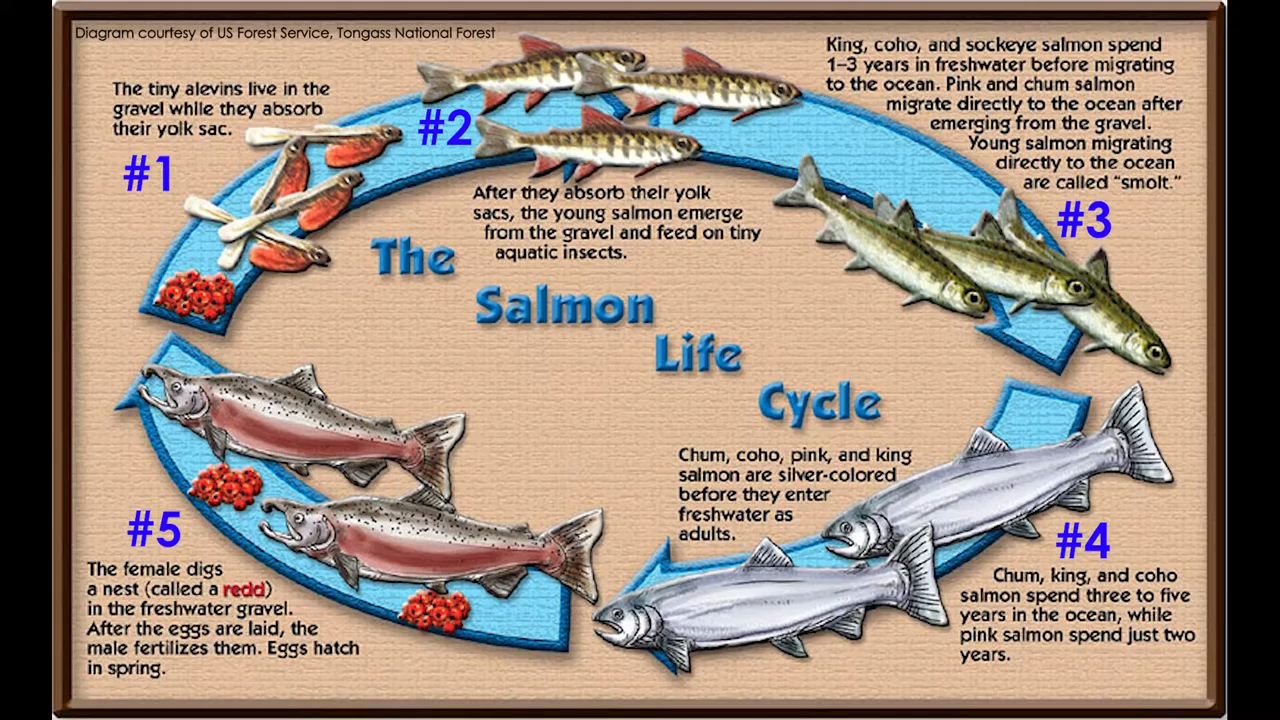 Diagram courtesy of US Forest Service, Tongass National Forest
The tiny alevins live in the
gravel while they absorb
their yolk sac.
#1
#2
After they absorb their yolk
sacs, the young salmon emerge
from the gravel and feed on tiny
aquatic insects.
King, coho, and sockeye salmon spend
1–3 years in freshwater before migrating
to the ocean. Pink and chum salmon
migrate directly to the ocean after
emerging from the gravel.
Young salmon migrating
directly to the ocean
are called “smolt.”
#3
The
Salmon
Life
Cycle
Chum, coho, pink, and king
salmon are silver-colored
before they enter
freshwater as
adults.
#4
Chum, king, and coho
salmon spend three to five
years in the ocean, while
pink salmon spend just two
years.
#5
The female digs
a nest (called a redd)
in the freshwater gravel.
After the eggs are laid, the
male fertilizes them. Eggs hatch
in spring.